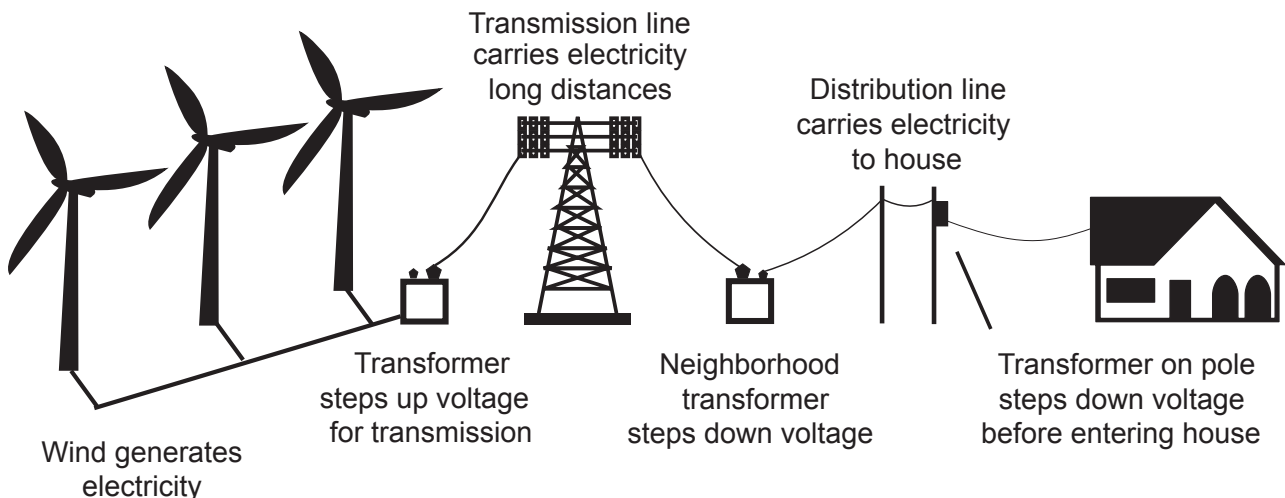 Transmission line
carries electricity
long distances
Distribution line
carries electricity
to house
Transformer
steps up voltage
for transmission
Neighborhood
transformer
steps down voltage
Transformer on pole
steps down voltage
before entering house
Wind generates
electricity